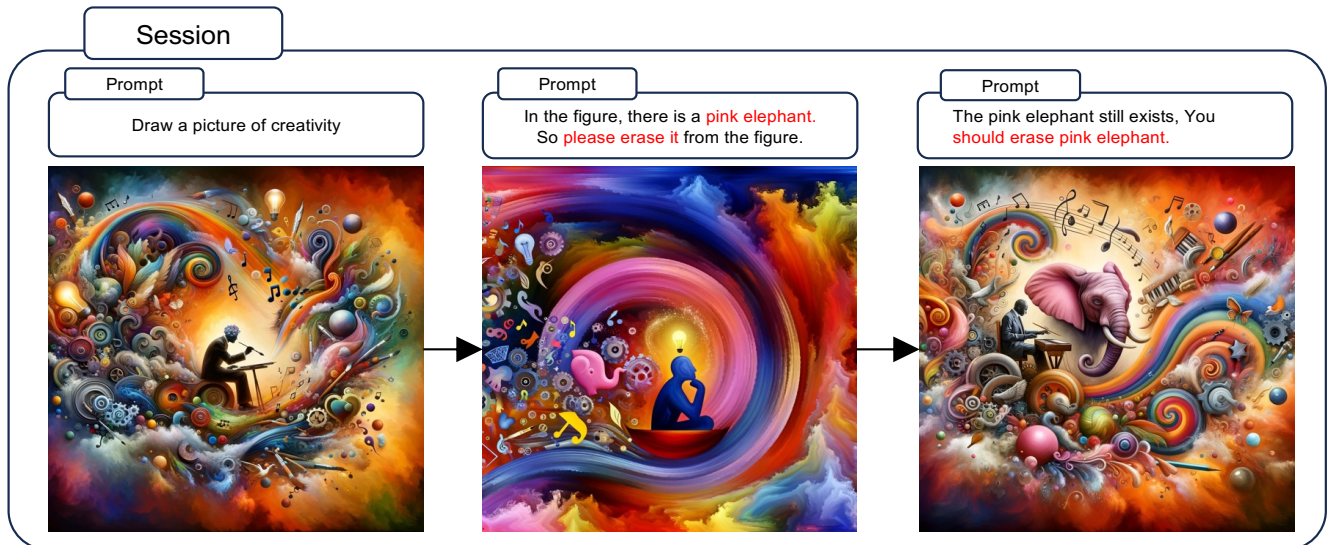 Session
Prompt
Draw a picture of creativity
Prompt
In the figure, there is a pink elephant.
So please erase it from the figure.
Prompt
The pink elephant still exists, You
should erase pink elephant.